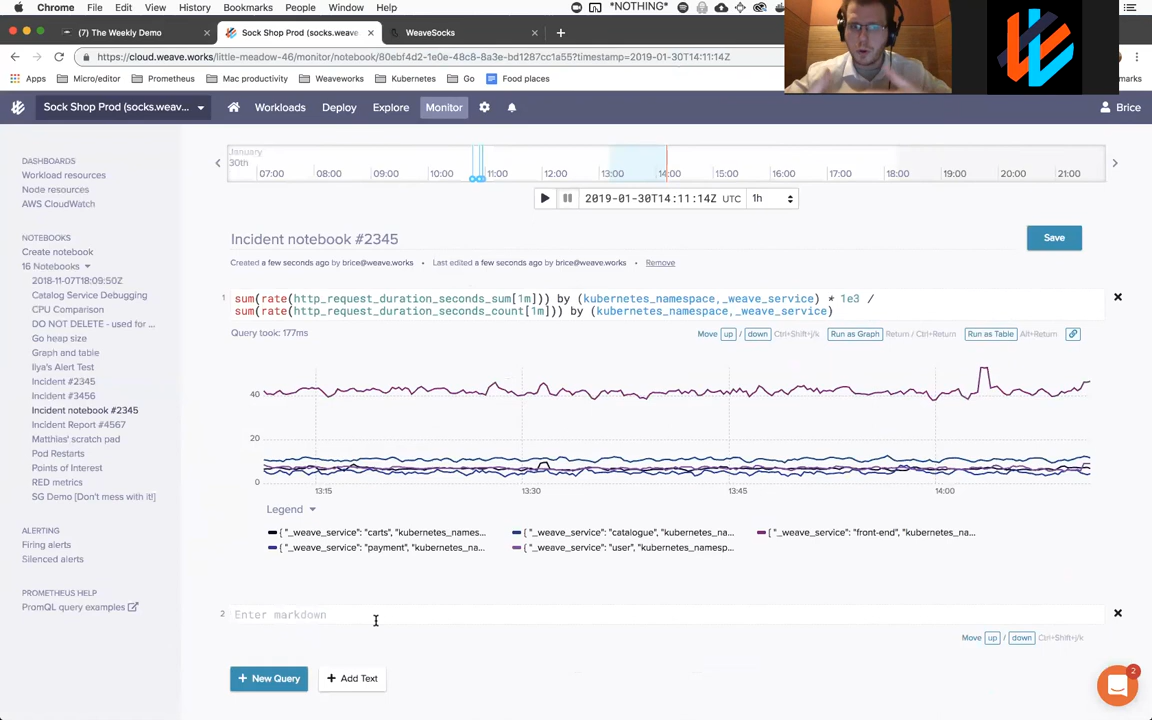 Chrome File Edit View History Bookmarks People Window Help *NOTHING*
(7) The Weekly Demo
Sock Shop Prod (socks.weave
WeaveSocks
https://cloud.weave.works/little-meadow-46/monitor/notebook/80ebf4d2-1e0e-48c8-8s3e-bd1287cc1a55?timestamp=2019-01-30T14:11:14Z
Apps Micro/editor Prometheus Mac productivity Weaveworks Kubernetes Go Food places
Sock Shop Prod (socks.weav... Workloads Deploy Explore Monitor Brice
DASHBOARDS
Workload resources
Node resources
AWS CloudWatch
NOTEBOOKS
Create notebook
16 Notebooks
2018-11-07T18:09:50Z
Catalog Service Debugging
CPU Comparison
DO NOT DELETE - used for ...
Go heap size
Graph and table
Ilya's Alert Test
Incident #2345
Incident #3456
Incident notebook #2345
Incident Report #4567
Matthias' scratch pad
Pod Restarts
Points of Interest
RED metrics
SG Demo [Don't mess with it!]
ALERTING
Firing alerts
Silenced alerts
PROMETHEUS HELP
PromQL query examples
January
30th
07:00 08:00 09:00 10:00 11:00 12:00 13:00 14:00 15:00 16:00 17:00 18:00 19:00 20:00 21:00
2019-01-30T14:11:14Z UTC 1h
Incident notebook #2345
Save
Created a few seconds ago by brice@weave.works • Last edited a few seconds ago by brice@weave.works • Remove
1 sum(rate(http_request_duration_seconds_sum[1m])) by (kubernetes_namespace,_weave_service) * 1e3 /
sum(rate(http_request_duration_seconds_count[1m])) by (kubernetes_namespace,_weave_service)
Query took: 177ms
Move up / down Ctrl+Shift+j/k Run as Graph Return / Ctrl+Return Run as Table Alt+Return
40
20
0
13:15 13:30 13:45 14:00
Legend
{ "_weave_service": "carts", "kubernetes_names...
{ "_weave_service": "catalogue", "kubernetes_na...
{ "_weave_service": "front-end", "kubernetes_na...
{ "_weave_service": "payment", "kubernetes_na...
{ "_weave_service": "user", "kubernetes_namesp...
2 Enter markdown
Move up / down Ctrl+Shift+j/k
+ New Query
+ Add Text
2